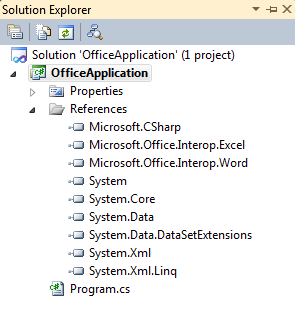 Solution Explorer
Solution 'OfficeApplication' (1 project)
OfficeApplication
Properties
References
Microsoft.CSharp
Microsoft.Office.Interop.Excel
Microsoft.Office.Interop.Word
System
System.Core
System.Data
System.Data.DataSetExtensions
System.Xml
System.Xml.Linq
Program.cs